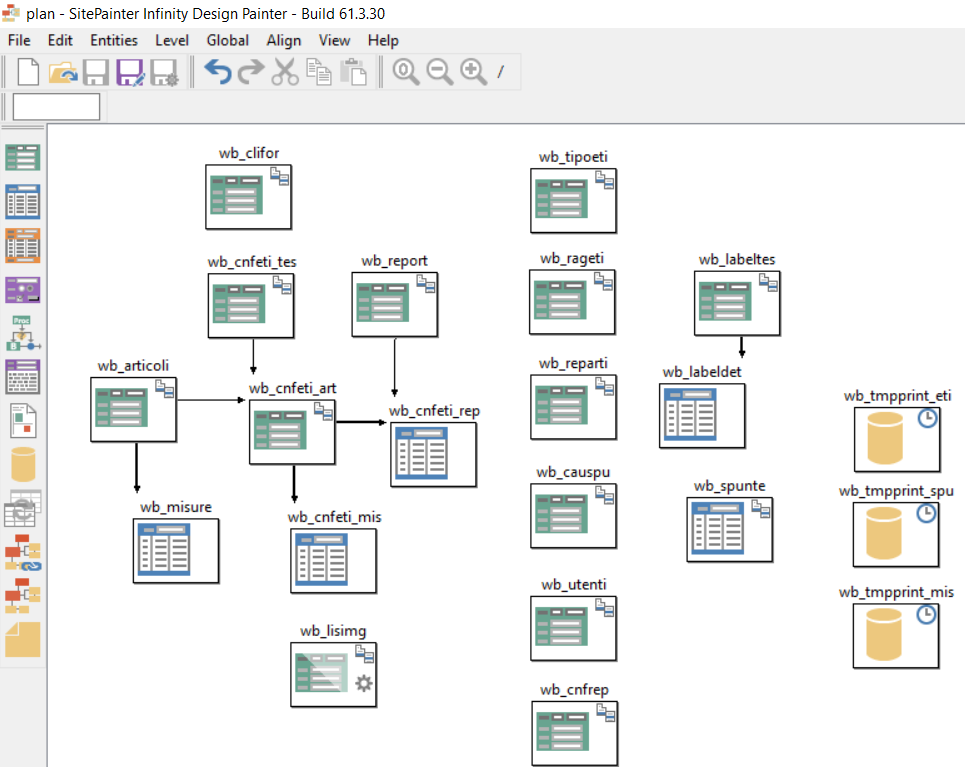 plan - SitePainter Infinity Design Painter - Build 61.3.30
File Edit Entities Level Global Align View Help
/
wb_clifor
wb_tipoeti
wb_cnfeti_tes
wb_report
wb_rageti
wb_labeltes
wb_articoli
wb_cnfeti_art
wb_cnfeti_rep
wb_reparti
wb_labeldet
wb_tmpprint_eti
wb_misure
wb_cnfeti_mis
wb_causpu
wb_spunte
wb_tmpprint_spu
wb_utenti
wb_tmpprint_mis
wb_lisimg
wb_cnfrep
Proc